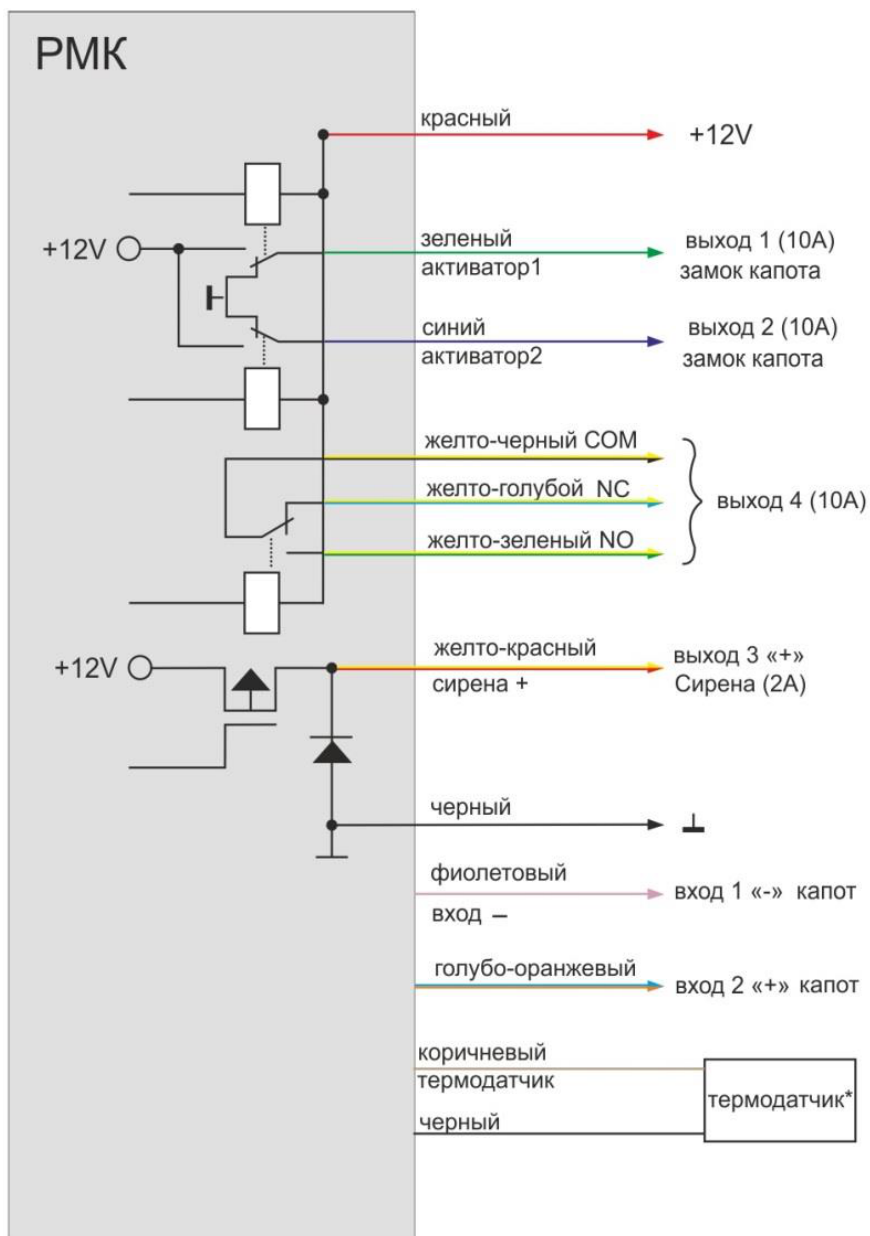 РМК
красный
+12V
+12V
зеленый
активатор1
выход 1 (10А)
замок капота
синий
активатор2
выход 2 (10А)
замок капота
желто-черный COM
желто-голубой NC
желто-зеленый NO
выход 4 (10А)
+12V
желто-красный
сирена +
выход 3 «+»
Сирена (2А)
черный
фиолетовый
вход –
вход 1 «-» капот
голубо-оранжевый
вход 2 «+» капот
коричневый
термодатчик
черный
термодатчик*